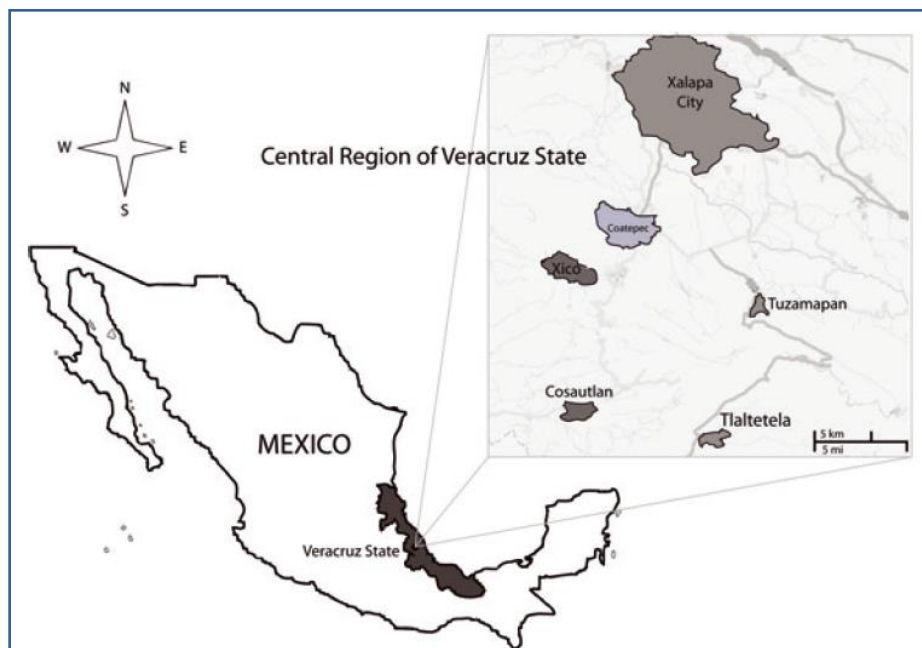 N
W
E
S
Central Region of Veracruz State
Xalapa
City
Coatepec
Xico
Tuzamapan
Cosautlan
Tlaltetela
5 km
5 mi
MEXICO
Veracruz State